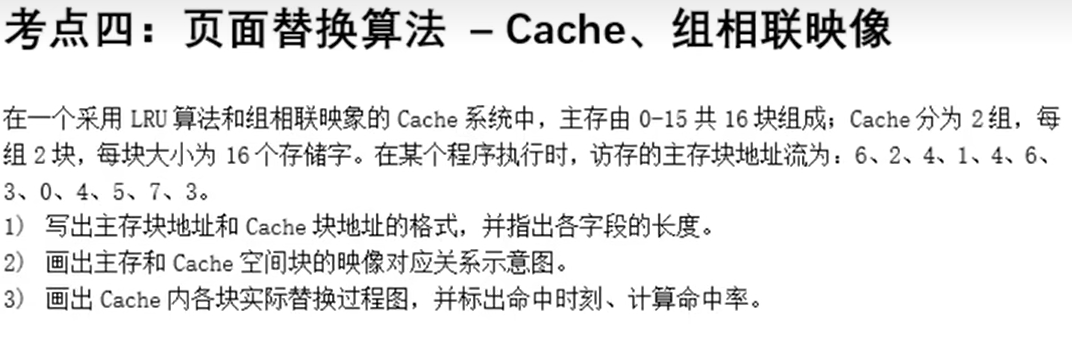 考点四：页面替换算法 – Cache、组相联映像
在一个采用 LRU 算法和组相联映象的 Cache 系统中，主存由 0-15 共 16 块组成；Cache 分为 2 组，每
组 2 块，每块大小为 16 个存储字。在某个程序执行时，访存的主存块地址流为：6、2、4、1、4、6、
3、0、4、5、7、3。
1） 写出主存块地址和 Cache 块地址的格式，并指出各字段的长度。
2） 画出主存和 Cache 空间块的映像对应关系示意图。
3） 画出 Cache 内各块实际替换过程图，并标出命中时刻、计算命中率。